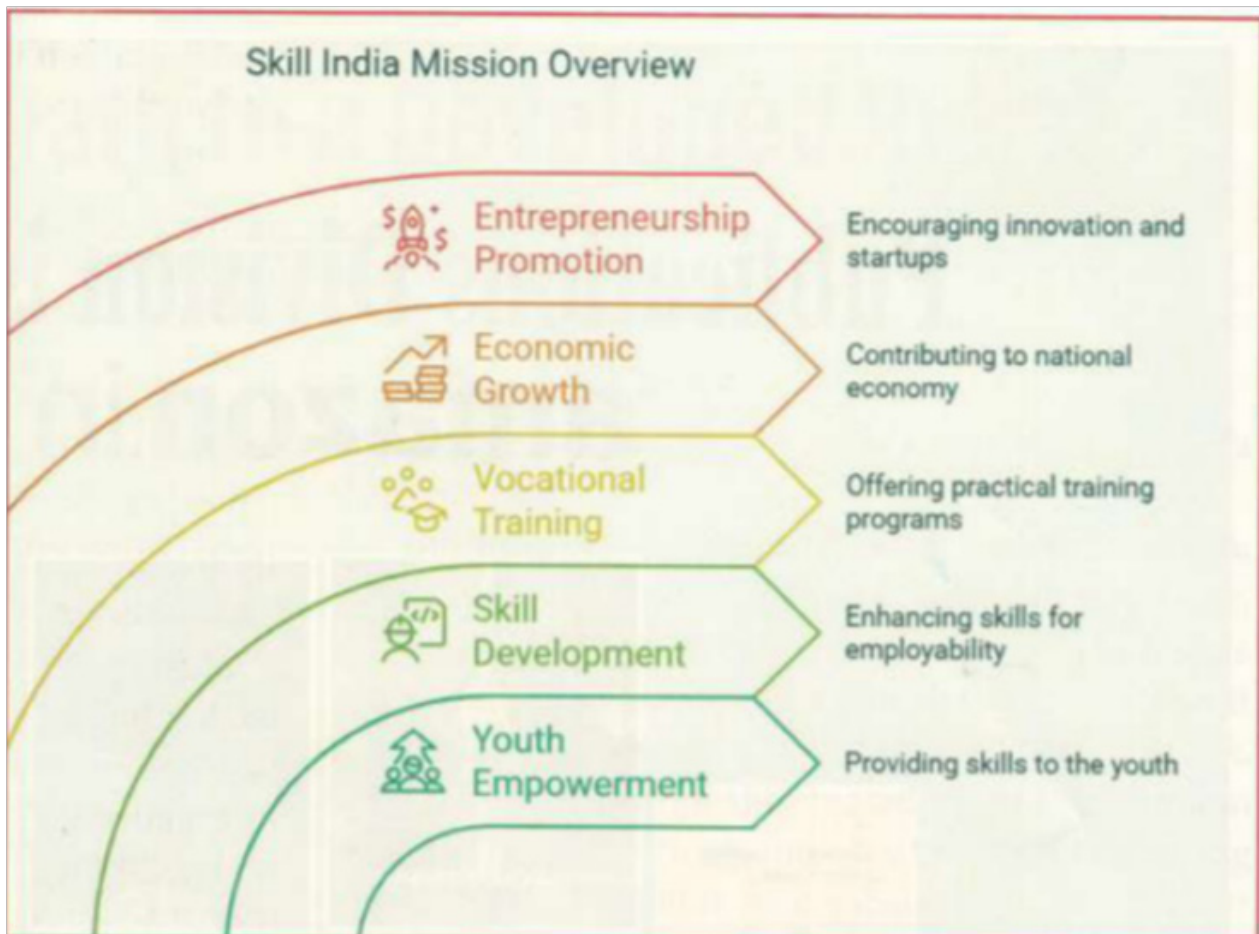 Skill India Mission Overview
Entrepreneurship
Promotion
Encouraging innovation and
startups
Economic
Growth
Contributing to national
economy
Vocational
Training
Offering practical training
programs
Skill
Development
Enhancing skills for
employability
Youth
Empowerment
Providing skills to the youth